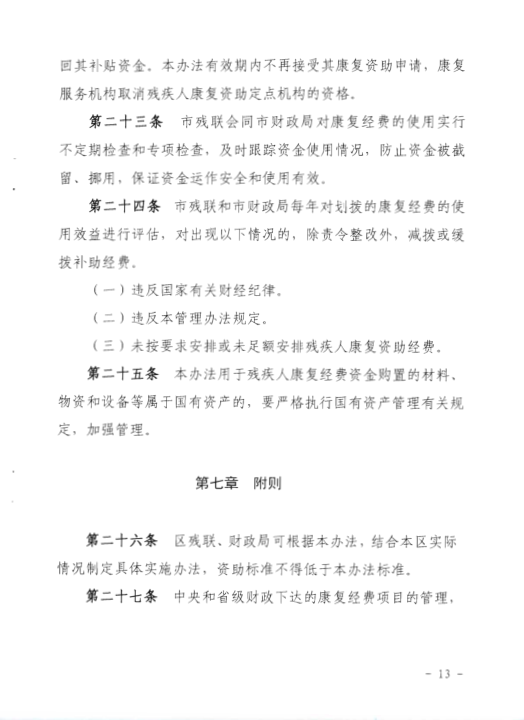 回其补贴资金。本办法有效期内不再接受其康复资助申请，康复
服务机构取消残疾人康复资助定点机构的资格。
第二十三条　市残联会同市财政局对康复经费的使用实行
不定期检查和专项检查，及时跟踪资金使用情况，防止资金被截
留、挪用，保证资金运作安全和使用有效。
第二十四条　市残联和市财政局每年对划拨的康复经费的使
用效益进行评估，对出现以下情况的，除责令整改外，减拨或缓
拨补助经费。
（一）违反国家有关财经纪律。
（二）违反本管理办法规定。
（三）未按要求安排或未足额安排残疾人康复资助经费。
第二十五条　本办法用于残疾人康复经费资金购置的材料、
物资和设备等属于国有资产的，要严格执行国有资产管理有关规
定，加强管理。
第七章　附则
第二十六条　区残联、财政局可根据本办法，结合本区实际
情况制定具体实施办法，资助标准不得低于本办法标准。
第二十七条　中央和省级财政下达的康复经费项目的管理，
- 13 -